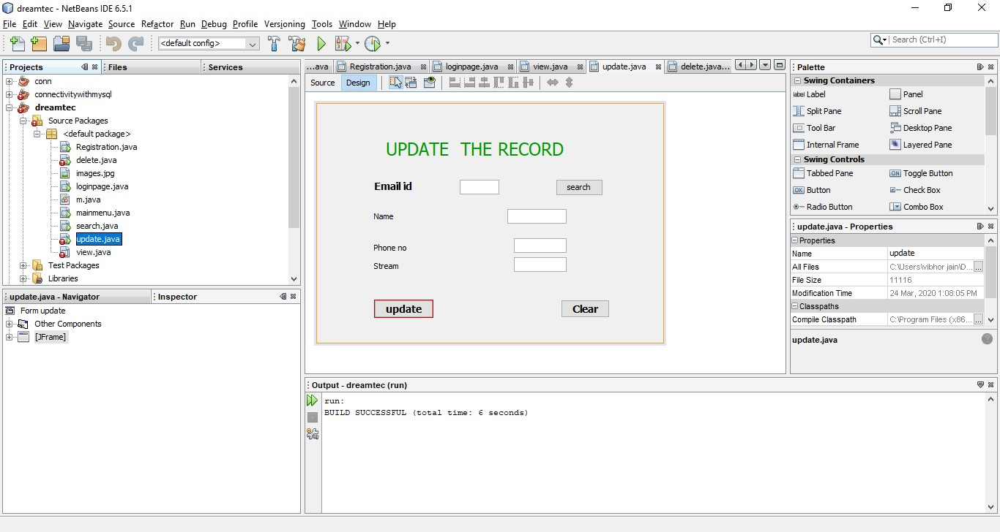 dreamtec - NetBeans IDE 6.5.1
File Edit View Navigate Source Refactor Run Debug Profile Versioning Tools Window Help
<default config>
Search (Ctrl+I)
Projects
Files
Services
conn
connectivitywithmysql
dreamtec
Source Packages
<default package>
Registration.java
delete.java
images.jpg
loginpage.java
m.java
mainmenu.java
search.java
update.java
view.java
Test Packages
Libraries
update.java - Navigator
Inspector
Form update
Other Components
[JFrame]
...ava
Registration.java
loginpage.java
view.java
update.java
delete.java...
Source
Design
UPDATE THE RECORD
Email id
search
Name
Phone no
Stream
update
Clear
Output - dreamtec (run)
run:
BUILD SUCCESSFUL (total time: 6 seconds)
Palette
Swing Containers
label Label
Panel
Split Pane
Scroll Pane
Tool Bar
Desktop Pane
Internal Frame
Layered Pane
Swing Controls
Tabbed Pane
ON Toggle Button
OK Button
Check Box
Radio Button
Combo Box
update.java - Properties
Properties
Name update
All Files C:\Users\vibhor jain\D... ...
File Size 11116
Modification Time 24 Mar, 2020 1:08:05 PM
Classpaths
Compile Classpath C:\Program Files (x86... ...
update.java
?